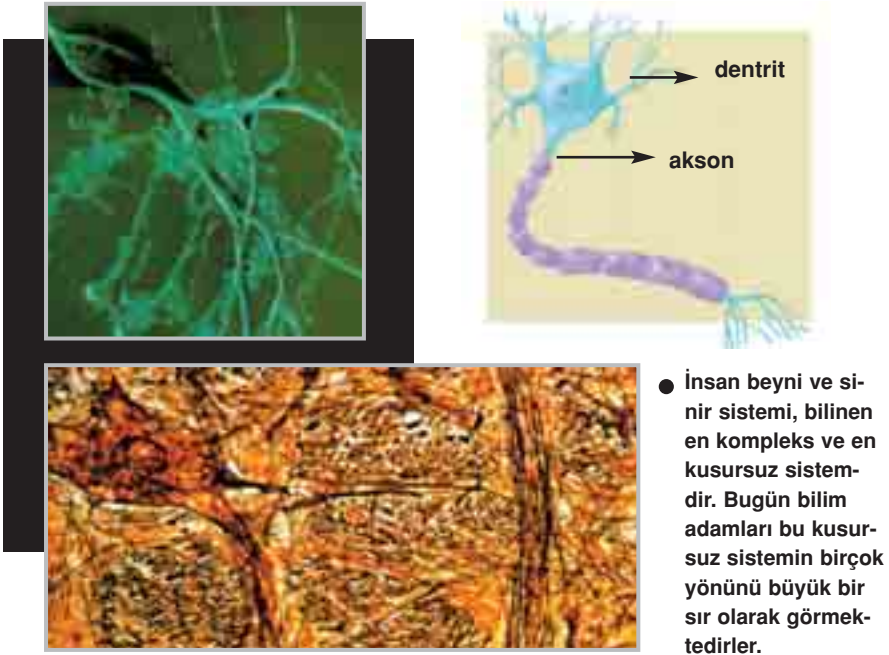 dentrit
akson
● İnsan beyni ve si-
nir sistemi, bilinen
en kompleks ve en
kusursuz sistem-
dir. Bugün bilim
adamları bu kusur-
suz sistemin birçok
yönünü büyük bir
sır olarak görmek-
tedirler.